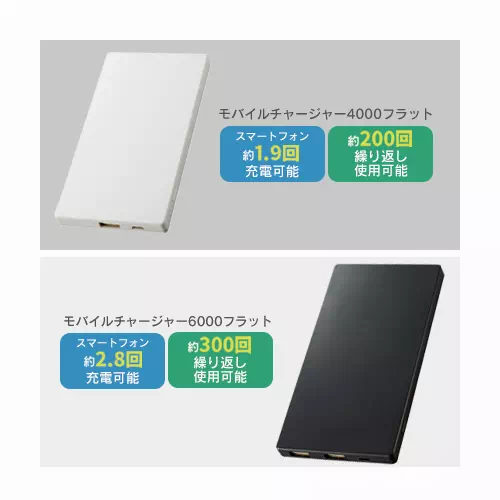 モバイルチャージャー4000フラット
スマートフォン
約1.9回
充電可能
約200回
繰り返し
使用可能
モバイルチャージャー6000フラット
スマートフォン
約2.8回
充電可能
約300回
繰り返し
使用可能